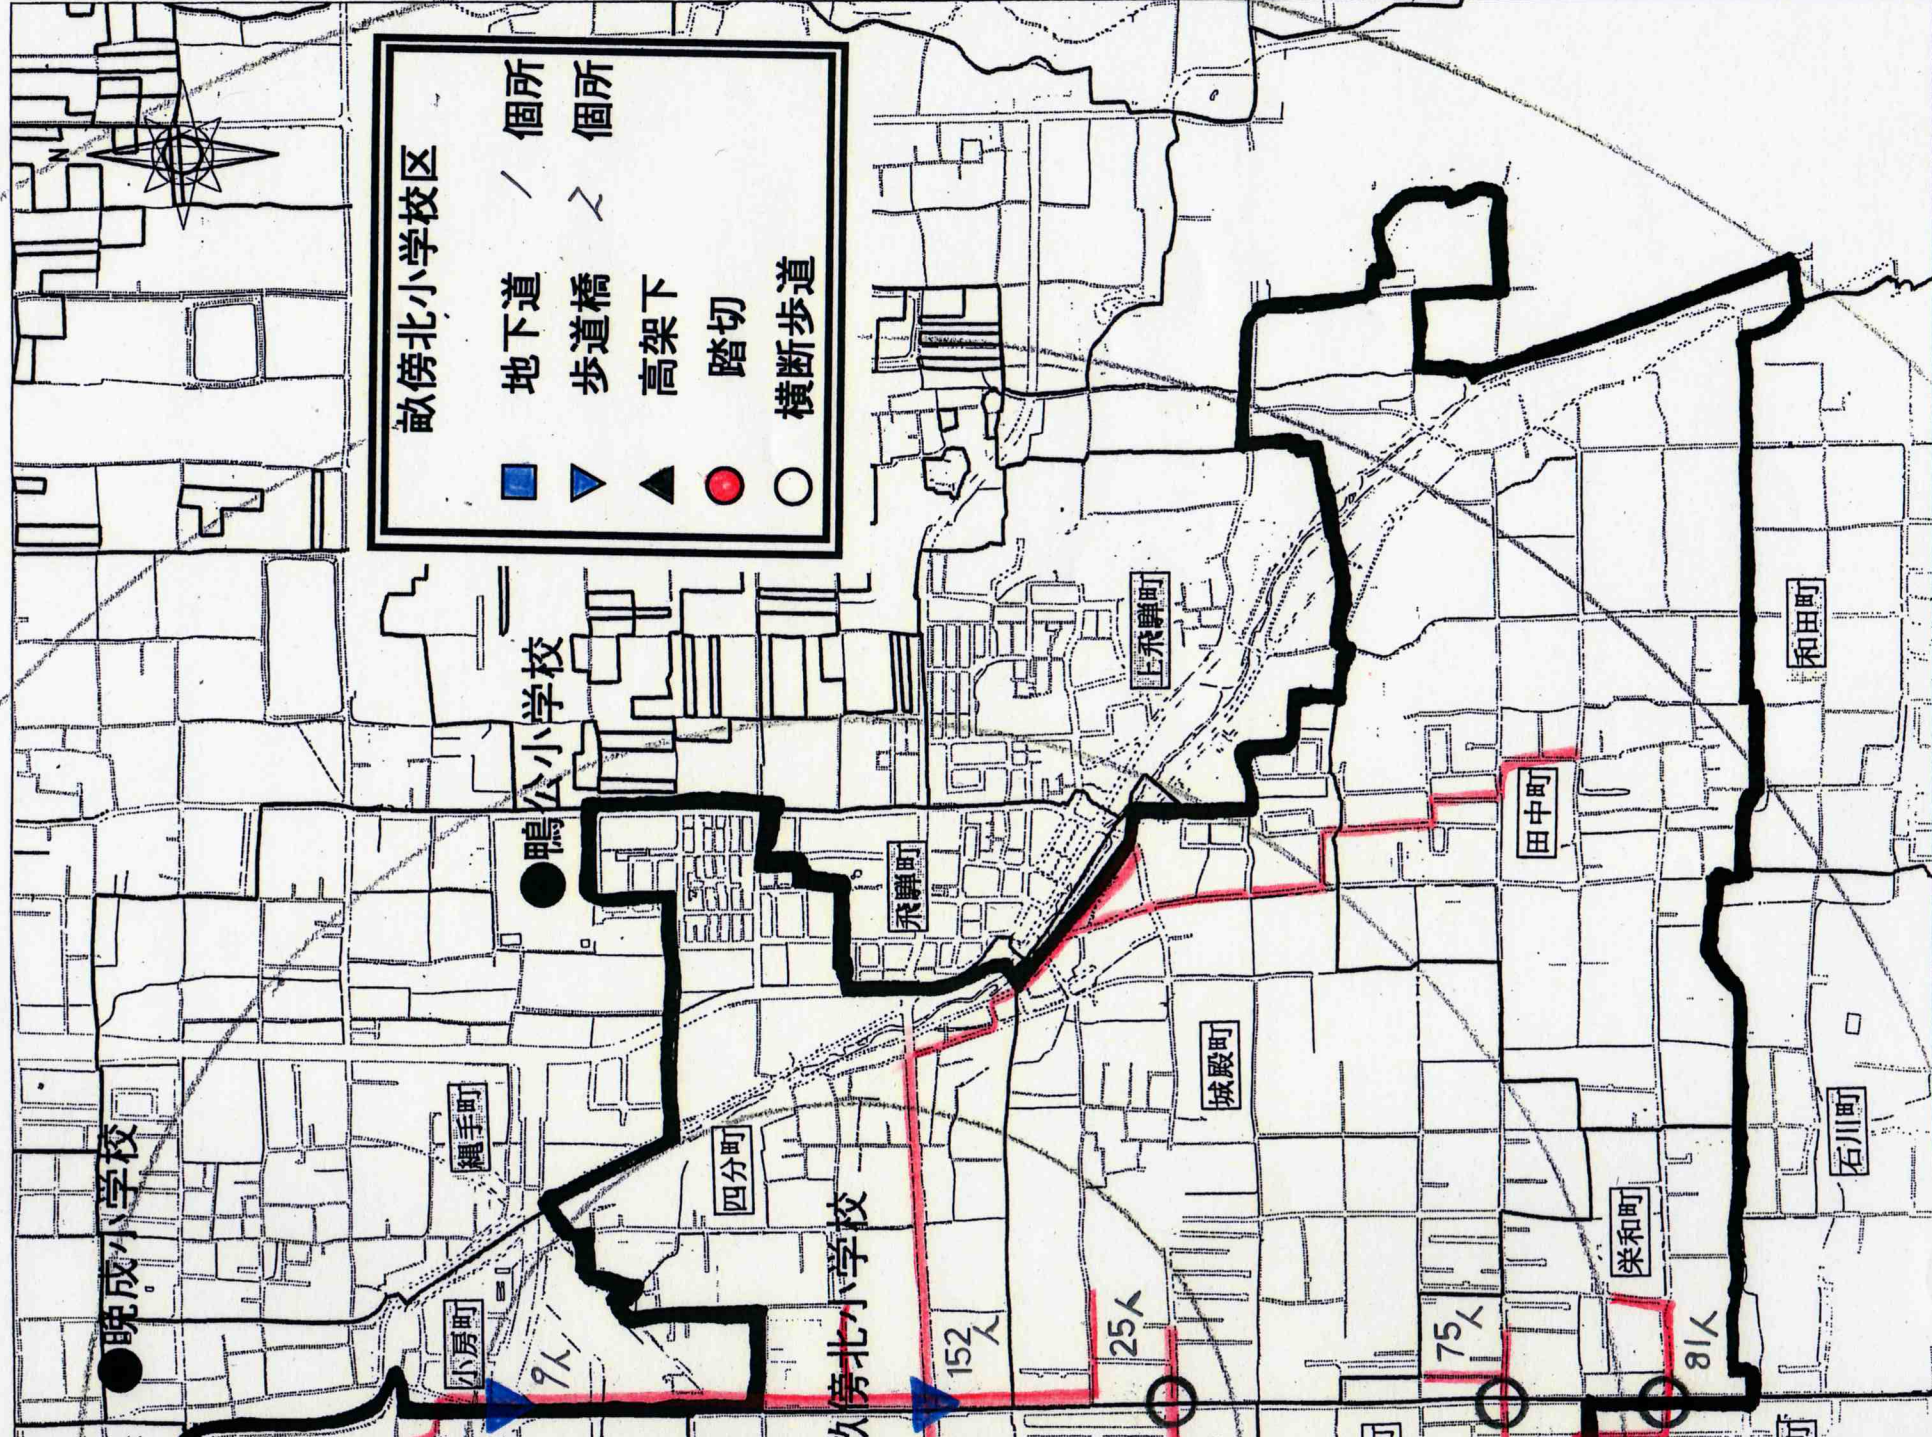 N
畝傍北小学校区
地下道 1 個所
歩道橋 2 個所
高架下
踏切
横断歩道
鴨公小学校
晩成小学校
畝傍北小学校
上飛騨町
飛騨町
和田町
田中町
縄手町
四分町
城殿町
石川町
栄和町
小房町
9人
152人
25人
75人
81人
町